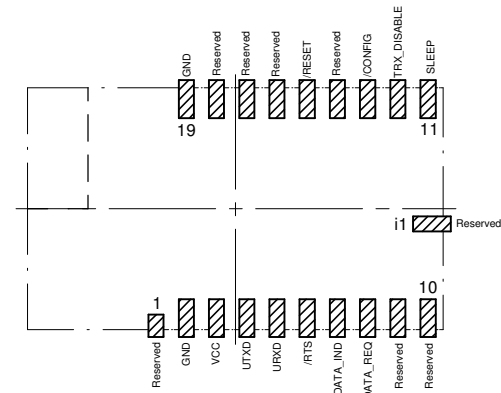 GND
Reserved
Reserved
Reserved
/RESET
Reserved
/CONFIG
TRX_DISABLE
SLEEP
19
11
i1
Reserved
1
10
Reserved
GND
VCC
UTXD
URXD
/RTS
DATA_IND
DATA_REQ
Reserved
Reserved